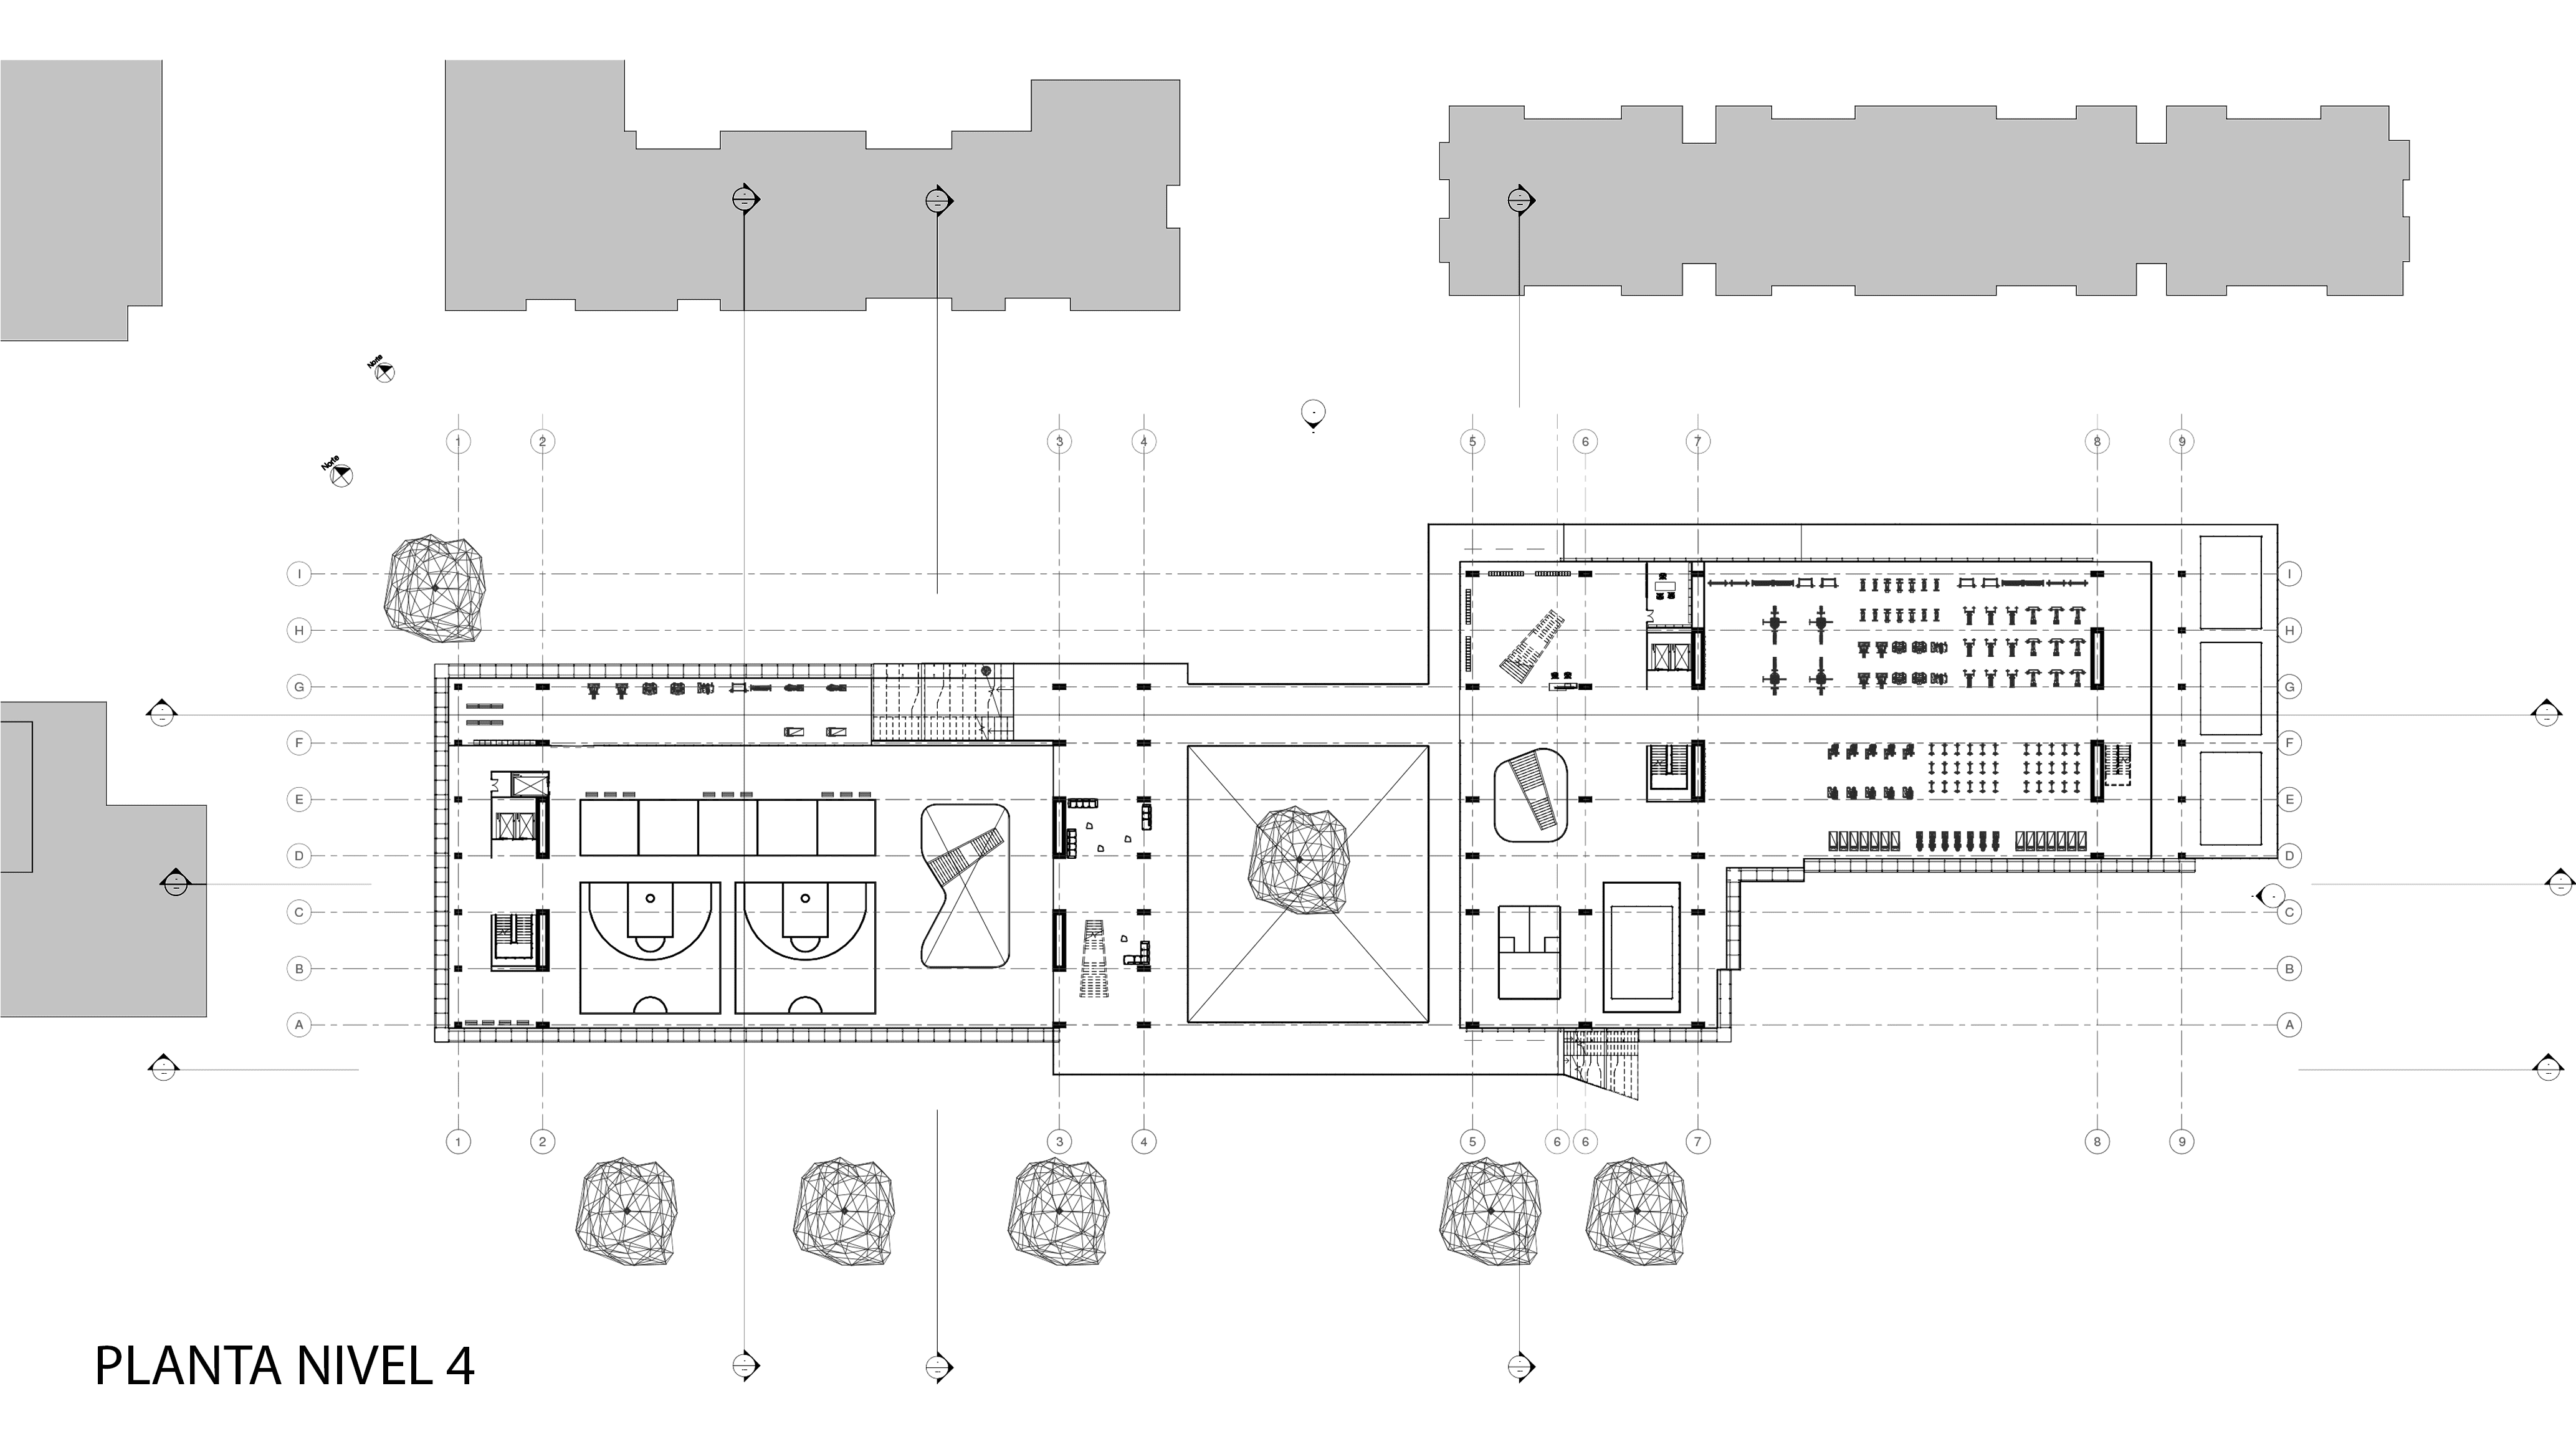 Norte
1 2 3 4 5 6 7 8 9
Norte
I I
H H
G G
F F
E E
D D
C C
B B
A A
1 2 3 4 5 6 6 7 8 9
PLANTA NIVEL 4